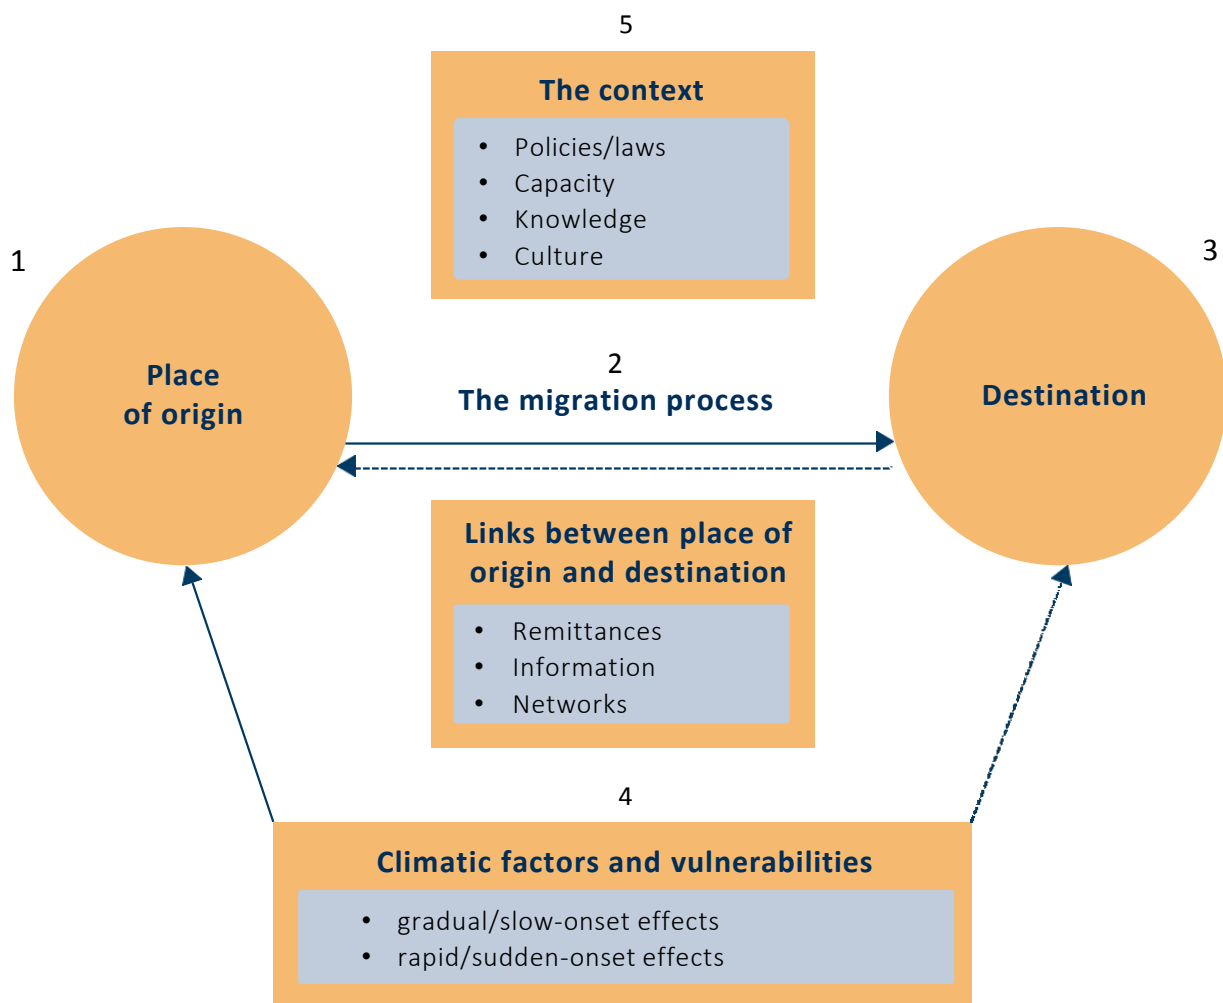 5
The context
• Policies/laws
• Capacity
• Knowledge
• Culture
1
Place
of origin
2
The migration process
3
Destination
Links between place of
origin and destination
• Remittances
• Information
• Networks
4
Climatic factors and vulnerabilities
• gradual/slow-onset effects
• rapid/sudden-onset effects